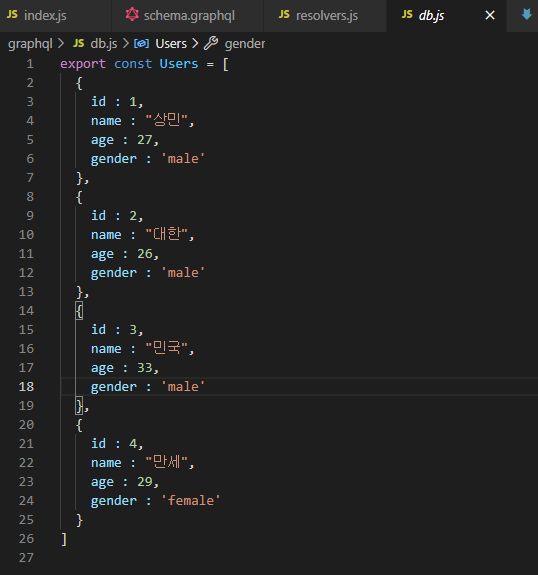 index.js schema.graphql resolvers.js db.js
graphql > db.js > Users > gender
1 export const Users = [
2 {
3 id : 1,
4 name : "상민",
5 age : 27,
6 gender : 'male'
7 },
8 {
9 id : 2,
10 name : "대한",
11 age : 26,
12 gender : 'male'
13 },
14 {
15 id : 3,
16 name : "민국",
17 age : 33,
18 gender : 'male'
19 },
20 {
21 id : 4,
22 name : "만세",
23 age : 29,
24 gender : 'female'
25 }
26 ]
27